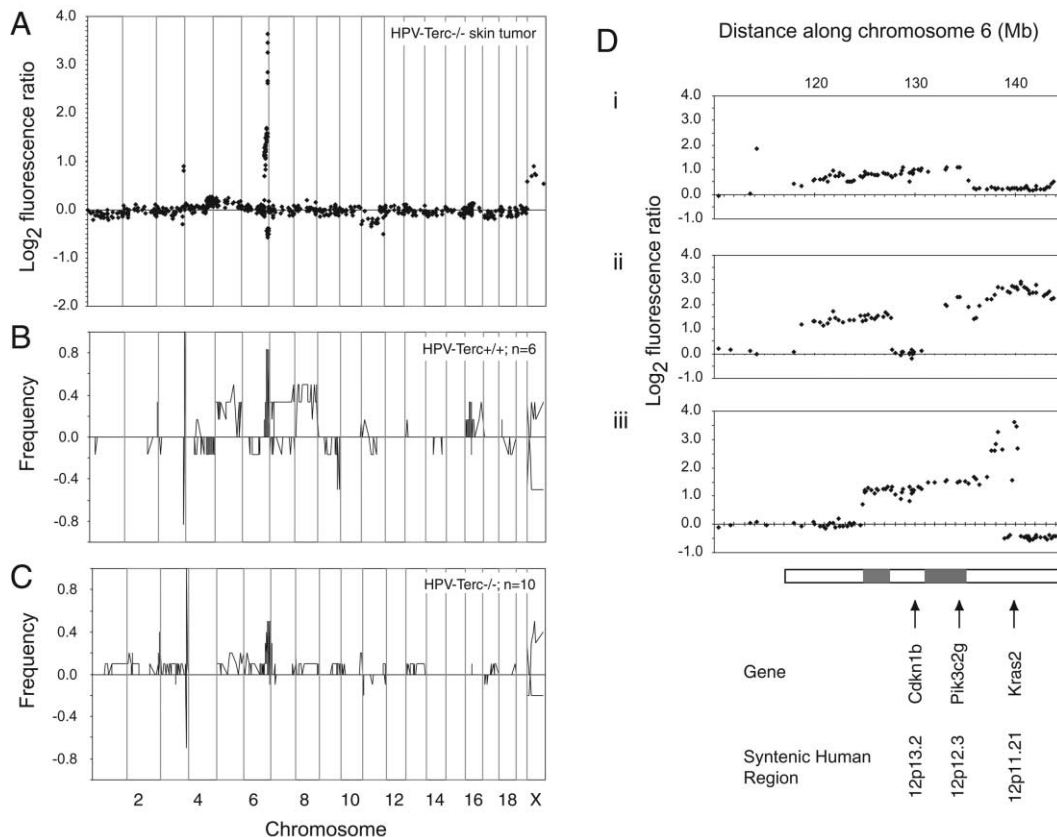 A
HPV-Terc-/- skin tumor
4.0
3.0
2.0
1.0
0.0
-1.0
-2.0
Log2 fluorescence ratio
B
HPV-Terc+/+; n=6
0.8
0.4
0.0
-0.4
-0.8
Frequency
C
HPV-Terc-/-; n=10
0.8
0.4
0.0
-0.4
-0.8
Frequency
2 4 6 8 10 12 14 16 18 X
Chromosome
D
Distance along chromosome 6 (Mb)
120 130 140
i
4.0
3.0
2.0
1.0
0.0
-1.0
ii
4.0
3.0
2.0
1.0
0.0
-1.0
Log2 fluorescence ratio
iii
4.0
3.0
2.0
1.0
0.0
-1.0
Gene
Cdkn1b
Pik3c2g
Kras2
Syntenic Human
Region
12p13.2
12p12.3
12p11.21